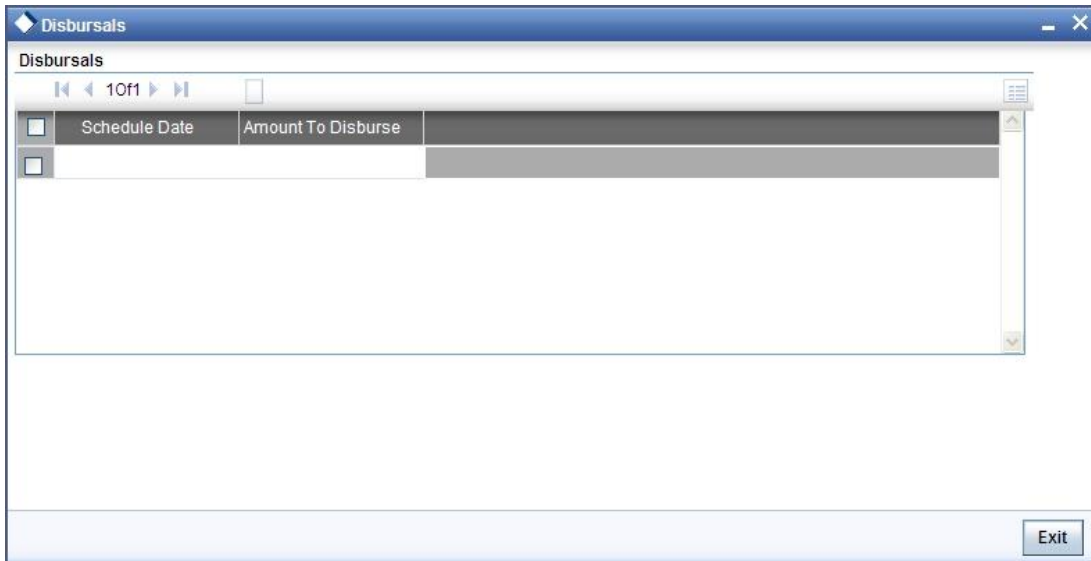 Disbursals
Disbursals
1Of1
Schedule Date Amount To Disburse
Exit